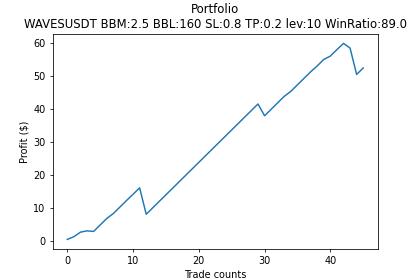 Portfolio
WAVESUSDT BBM:2.5 BBL:160 SL:0.8 TP:0.2 lev:10 WinRatio:89.0
60
50
40
30
20
10
0
Profit ($)
0 10 20 30 40
Trade counts